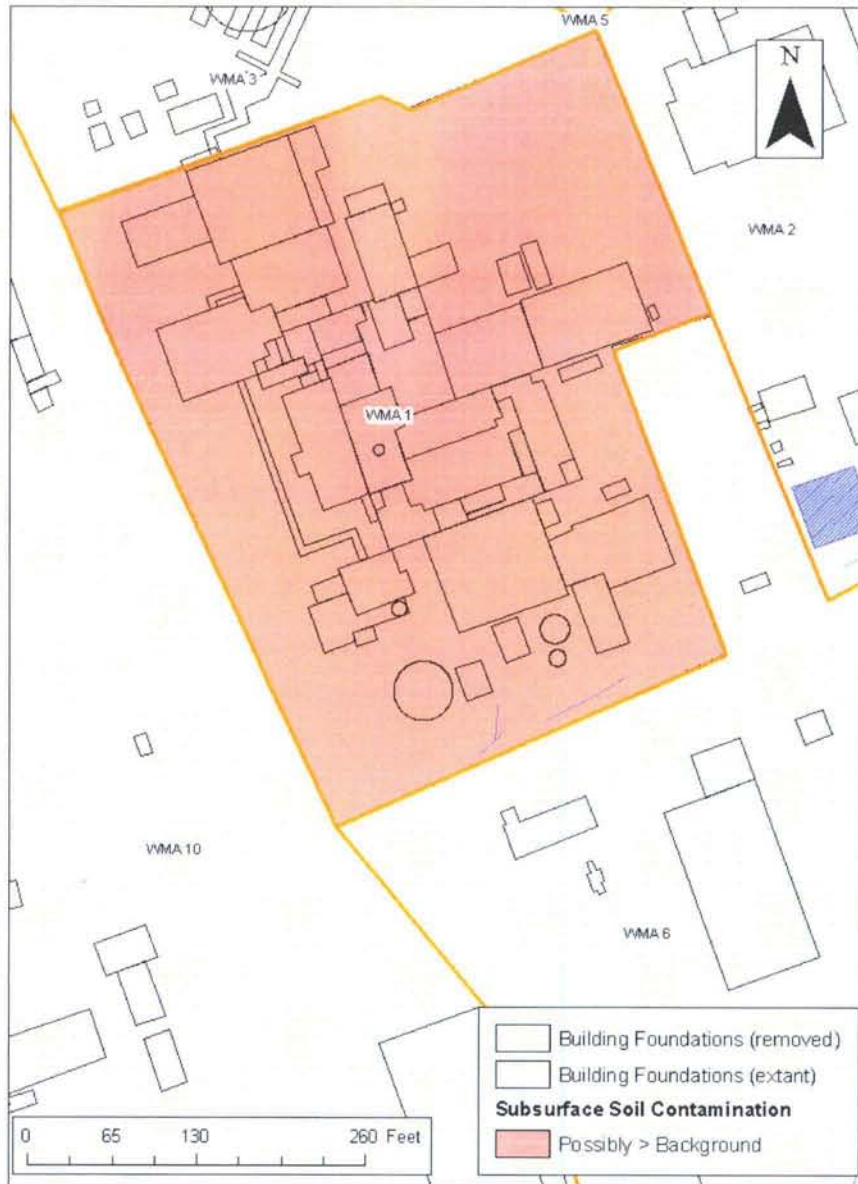 WMA 5
WMA 3
N
WMA 2
WMA 1
WMA 10
WMA 6
Building Foundations (removed)
Building Foundations (extant)
Subsurface Soil Contamination
Possibly > Background
0 65 130 260 Feet